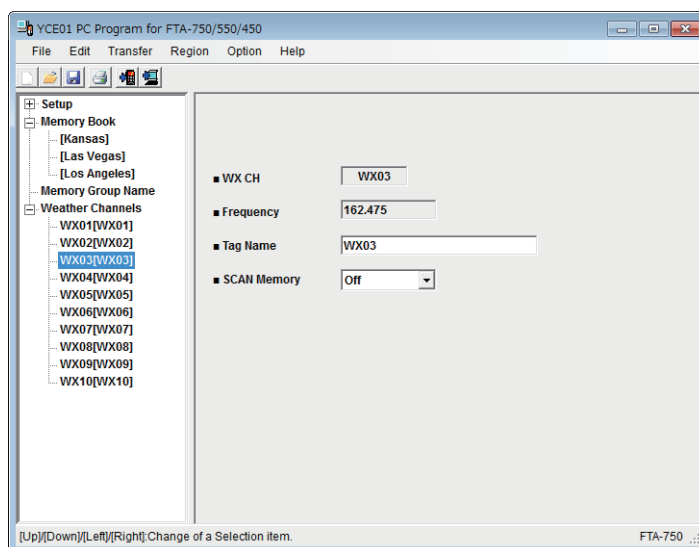 YCE01 PC Program for FTA-750/550/450
File Edit Transfer Region Option Help
Setup
Memory Book
[Kansas]
[Las Vegas]
[Los Angeles]
Memory Group Name
Weather Channels
WX01[WX01]
WX02[WX02]
WX03[WX03]
WX04[WX04]
WX05[WX05]
WX06[WX06]
WX07[WX07]
WX08[WX08]
WX09[WX09]
WX10[WX10]
WX CH WX03
Frequency 162.475
Tag Name WX03
SCAN Memory Off
[Up]/[Down]/[Left]/[Right]:Change of a Selection item. FTA-750